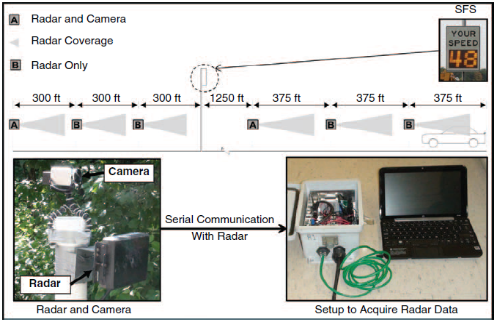 SFS
A Radar and Camera
Radar Coverage
B Radar Only
YOUR
SPEED
48
300 ft 300 ft 300 ft 1250 ft 375 ft 375 ft 375 ft
A B B A B B
Camera
Radar
Serial Communication
With Radar
Radar and Camera
Setup to Acquire Radar Data